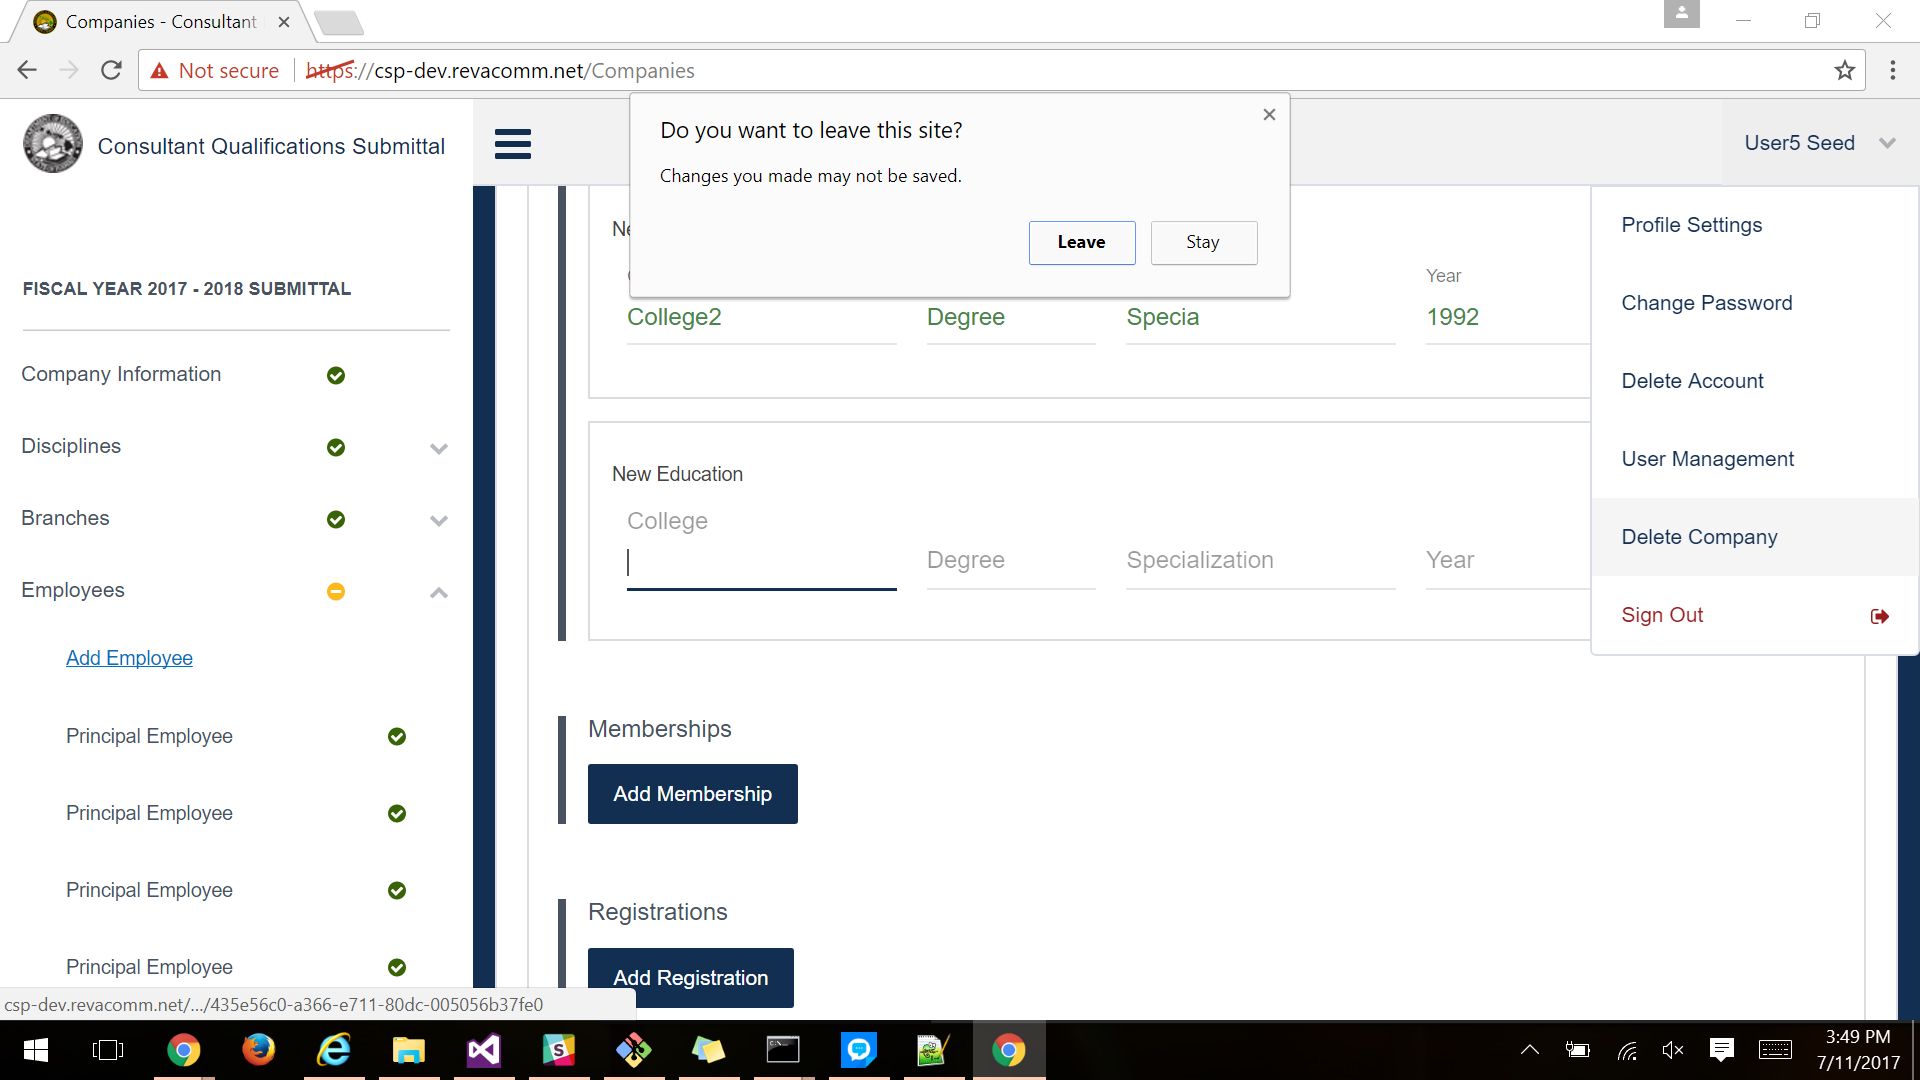 Companies - Consultant
Not secure
https://csp-dev.revacomm.net/Companies
Consultant Qualifications Submittal
User5 Seed
Do you want to leave this site?
Changes you made may not be saved.
Leave
Stay
FISCAL YEAR 2017 - 2018 SUBMITTAL
Company Information
Disciplines
Branches
Employees
Add Employee
Principal Employee
Principal Employee
Principal Employee
Principal Employee
csp-dev.revacomm.net/.../435e56c0-a366-e711-80dc-005056b37fe0
Year
College2 Degree Specia 1992
New Education
College
Degree Specialization Year
Memberships
Add Membership
Registrations
Add Registration
Profile Settings
Change Password
Delete Account
User Management
Delete Company
Sign Out
3:49 PM
7/11/2017